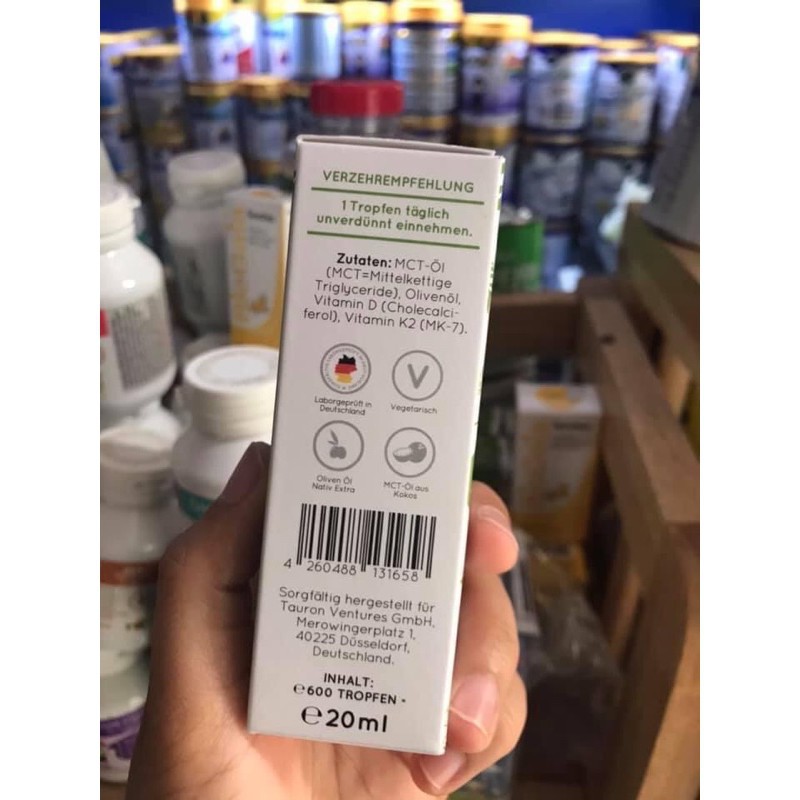 VERZEHREMPFEHLUNG
1 Tropfen täglich
unverdünnt einnehmen.
Zutaten: MCT-Öl
(MCT=Mittelkettige
Triglyceride), Olivenöl,
Vitamin D (Cholecalci-
ferol), Vitamin K2 (MK-7).
Laborgeprüft in
Deutschland
V
Vegetarisch
Oliven Öl
Nativ Extra
MCT-Öl aus
Kokos
4 260488 131658
Sorgfältig hergestellt für
Tauron Ventures GmbH,
Merowingerplatz 1,
40225 Düsseldorf,
Deutschland.
INHALT:
℮600 TROPFEN -
℮20ml